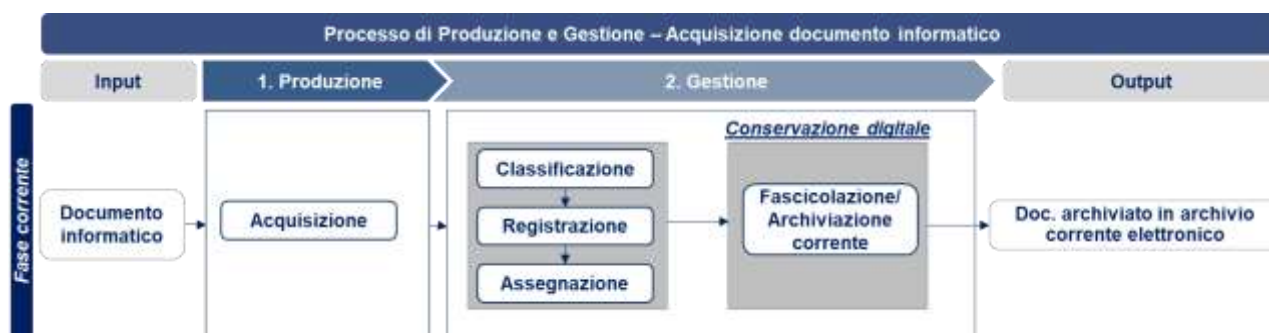 Processo di Produzione e Gestione – Acquisizione documento informatico
Input
1. Produzione
2. Gestione
Output
Fase corrente
Documento
informatico
Acquisizione
Classificazione
Registrazione
Assegnazione
Conservazione digitale
Fascicolazione/
Archiviazione
corrente
Doc. archiviato in archivio
corrente elettronico